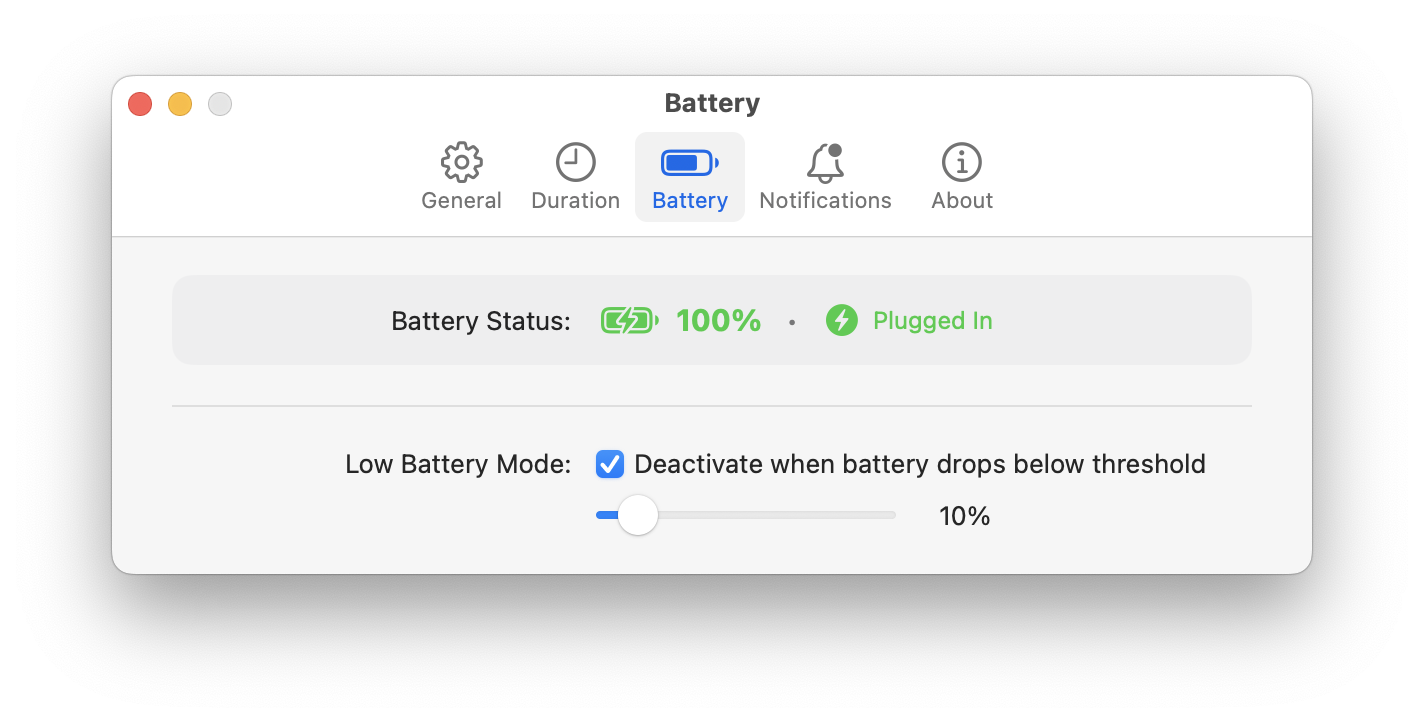 Battery
General Duration Battery Notifications About
Battery Status: 100% · Plugged In
Low Battery Mode: Deactivate when battery drops below threshold
10%